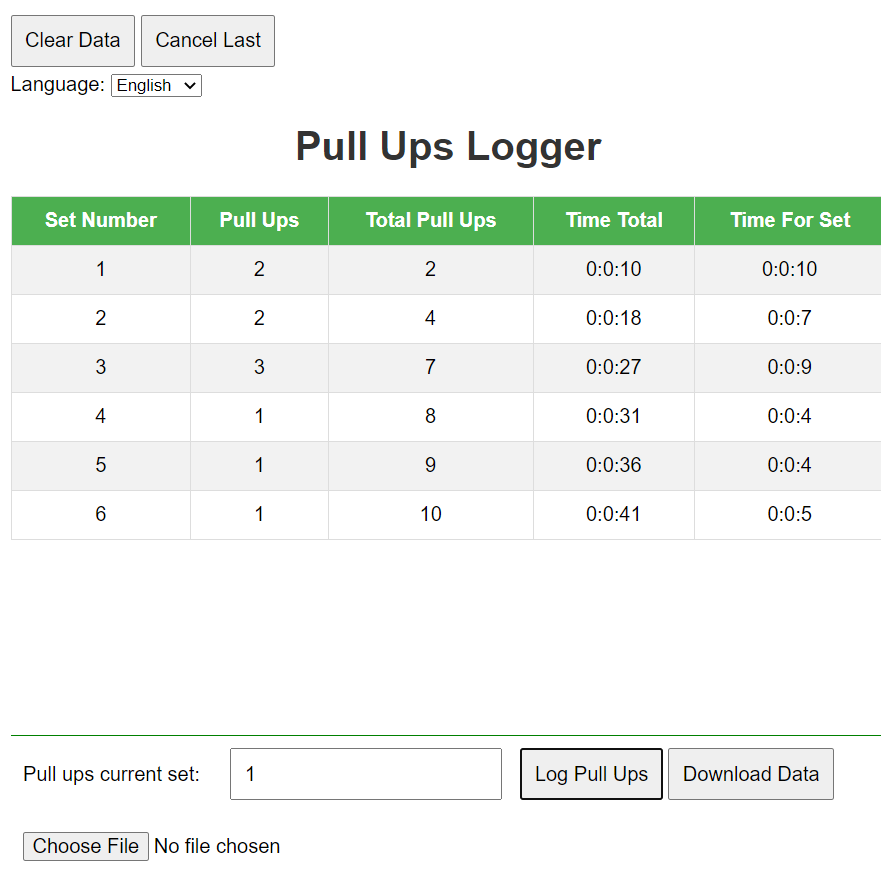 Clear Data Cancel Last
Language: English
Pull Ups Logger
Set Number Pull Ups Total Pull Ups Time Total Time For Set
1 2 2 0:0:10 0:0:10
2 2 4 0:0:18 0:0:7
3 3 7 0:0:27 0:0:9
4 1 8 0:0:31 0:0:4
5 1 9 0:0:36 0:0:4
6 1 10 0:0:41 0:0:5
Pull ups current set: 1 Log Pull Ups Download Data
Choose File No file chosen